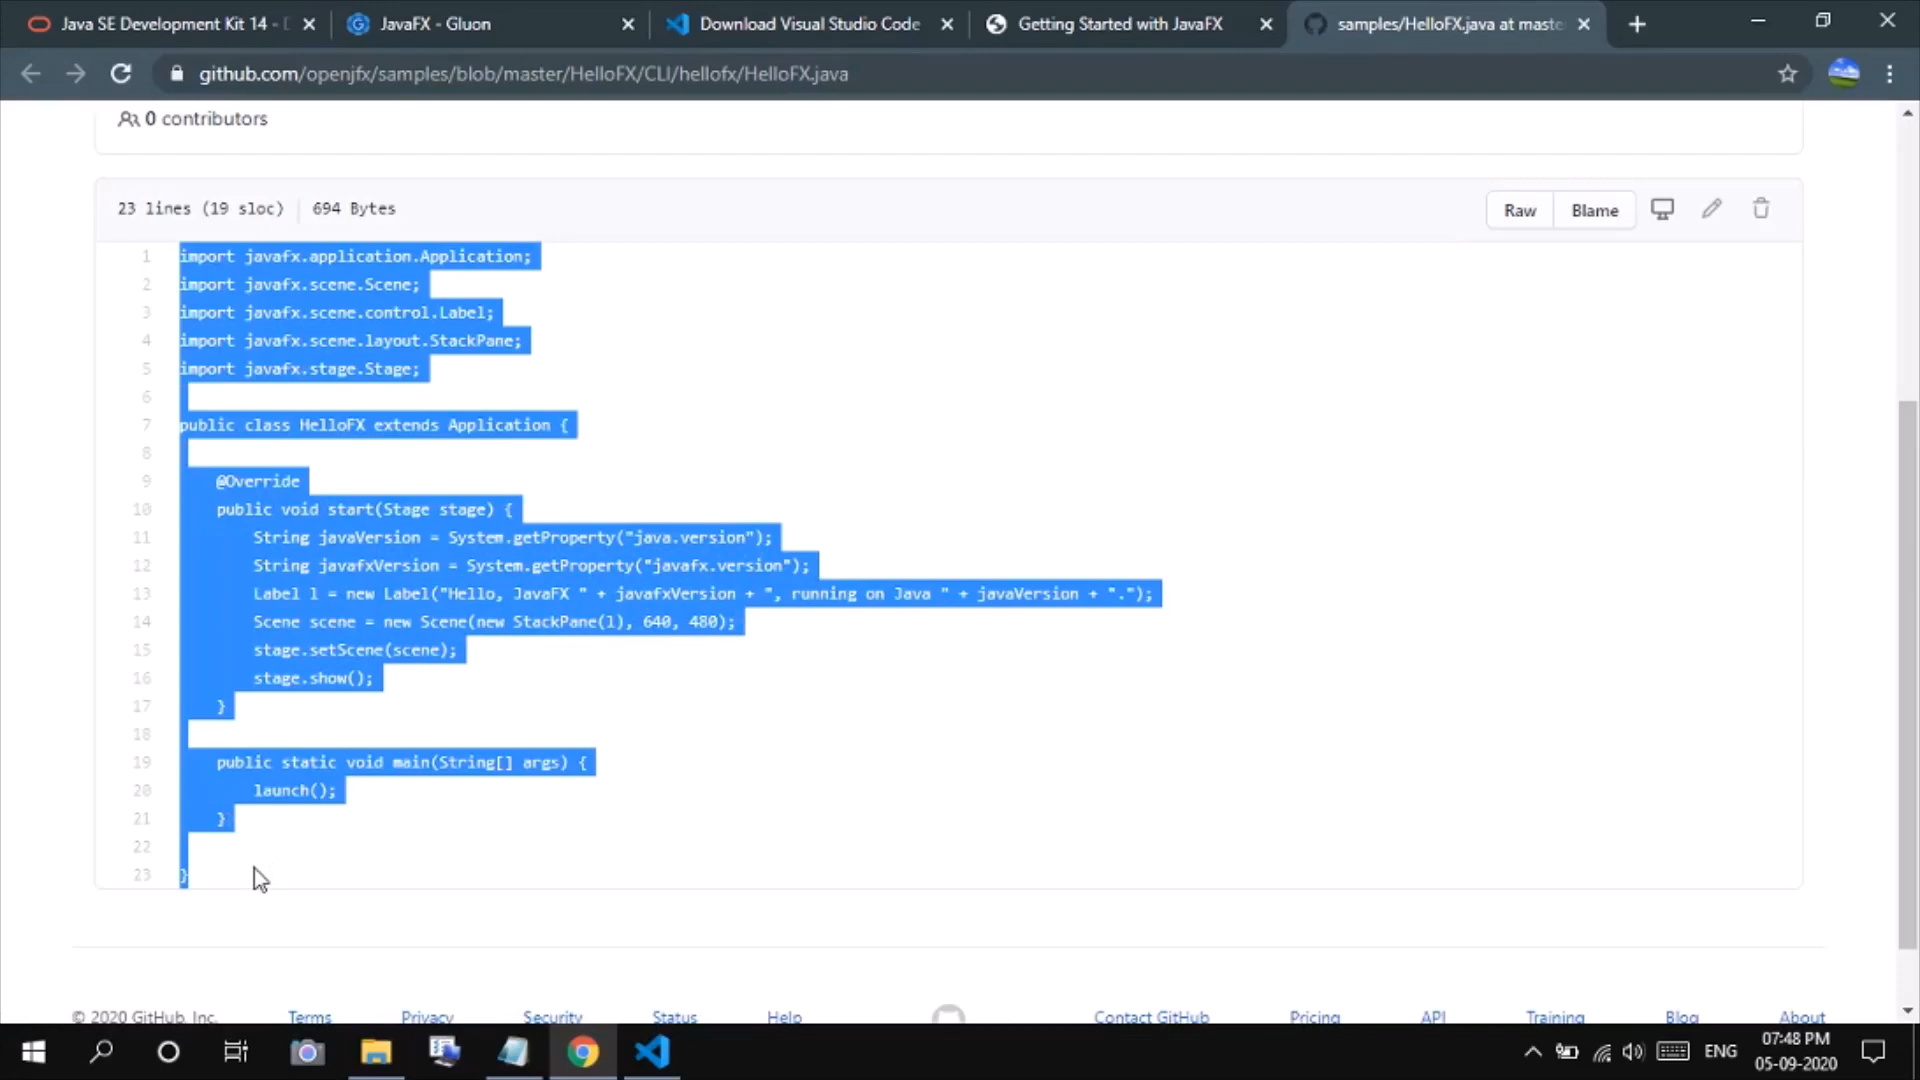 Java SE Development Kit 14 - D
JavaFX - Gluon
Download Visual Studio Code
Getting Started with JavaFX
samples/HelloFX.java at maste
github.com/openjfx/samples/blob/master/HelloFX/CLI/hellofx/HelloFX.java
0 contributors
23 lines (19 sloc) 694 Bytes
Raw Blame
1 import javafx.application.Application;
2 import javafx.scene.Scene;
3 import javafx.scene.control.Label;
4 import javafx.scene.layout.StackPane;
5 import javafx.stage.Stage;
6
7 public class HelloFX extends Application {
8
9 @Override
10 public void start(Stage stage) {
11 String javaVersion = System.getProperty("java.version");
12 String javafxVersion = System.getProperty("javafx.version");
13 Label l = new Label("Hello, JavaFX " + javafxVersion + ", running on Java " + javaVersion + ".");
14 Scene scene = new Scene(new StackPane(l), 640, 480);
15 stage.setScene(scene);
16 stage.show();
17 }
18
19 public static void main(String[] args) {
20 launch();
21 }
22
23 }
© 2020 GitHub, Inc. Terms Privacy Security Status Help Contact GitHub Pricing API Training Blog About
ENG
07:48 PM
05-09-2020